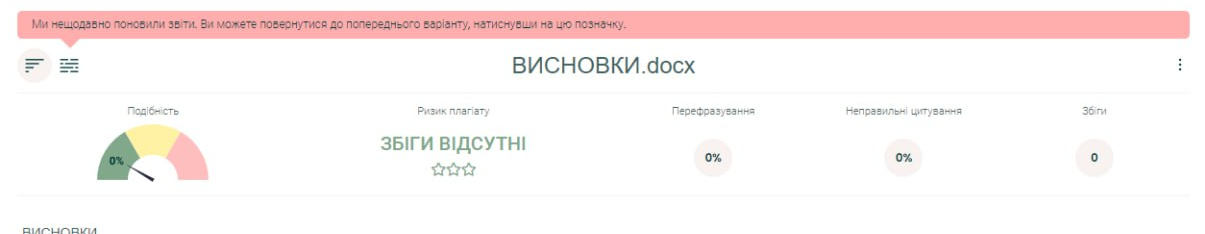 Ми нещодавно поновили звіти. Ви можете повернутися до попереднього варіанту, натиснувши на цю позначку.
ВИСНОВКИ.docx
Подібність
0%
Ризик плагіату
ЗБІГИ ВІДСУТНІ
Перефразування
0%
Неправильні цитування
0%
Збіги
0
ВИСНОВКИ